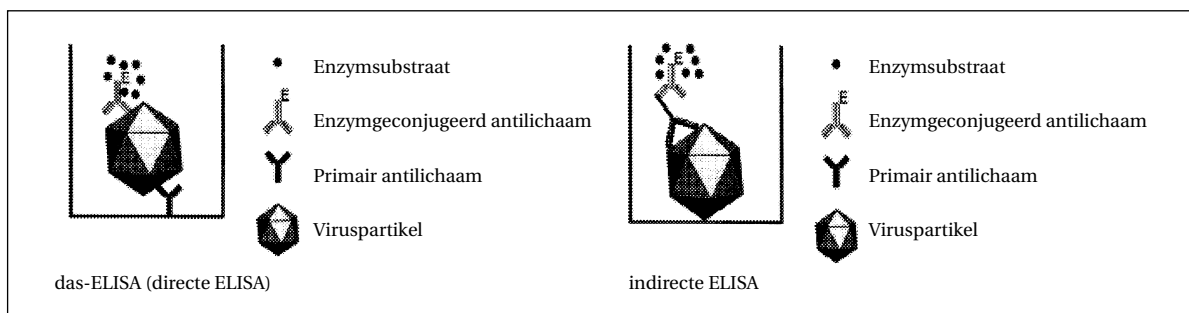 E
Enzymsubstraat
E
Enzymgeconjugeerd antilichaam
Primair antilichaam
Viruspartikel
das-ELISA (directe ELISA)
E
Enzymsubstraat
E
Enzymgeconjugeerd antilichaam
Primair antilichaam
Viruspartikel
indirecte ELISA